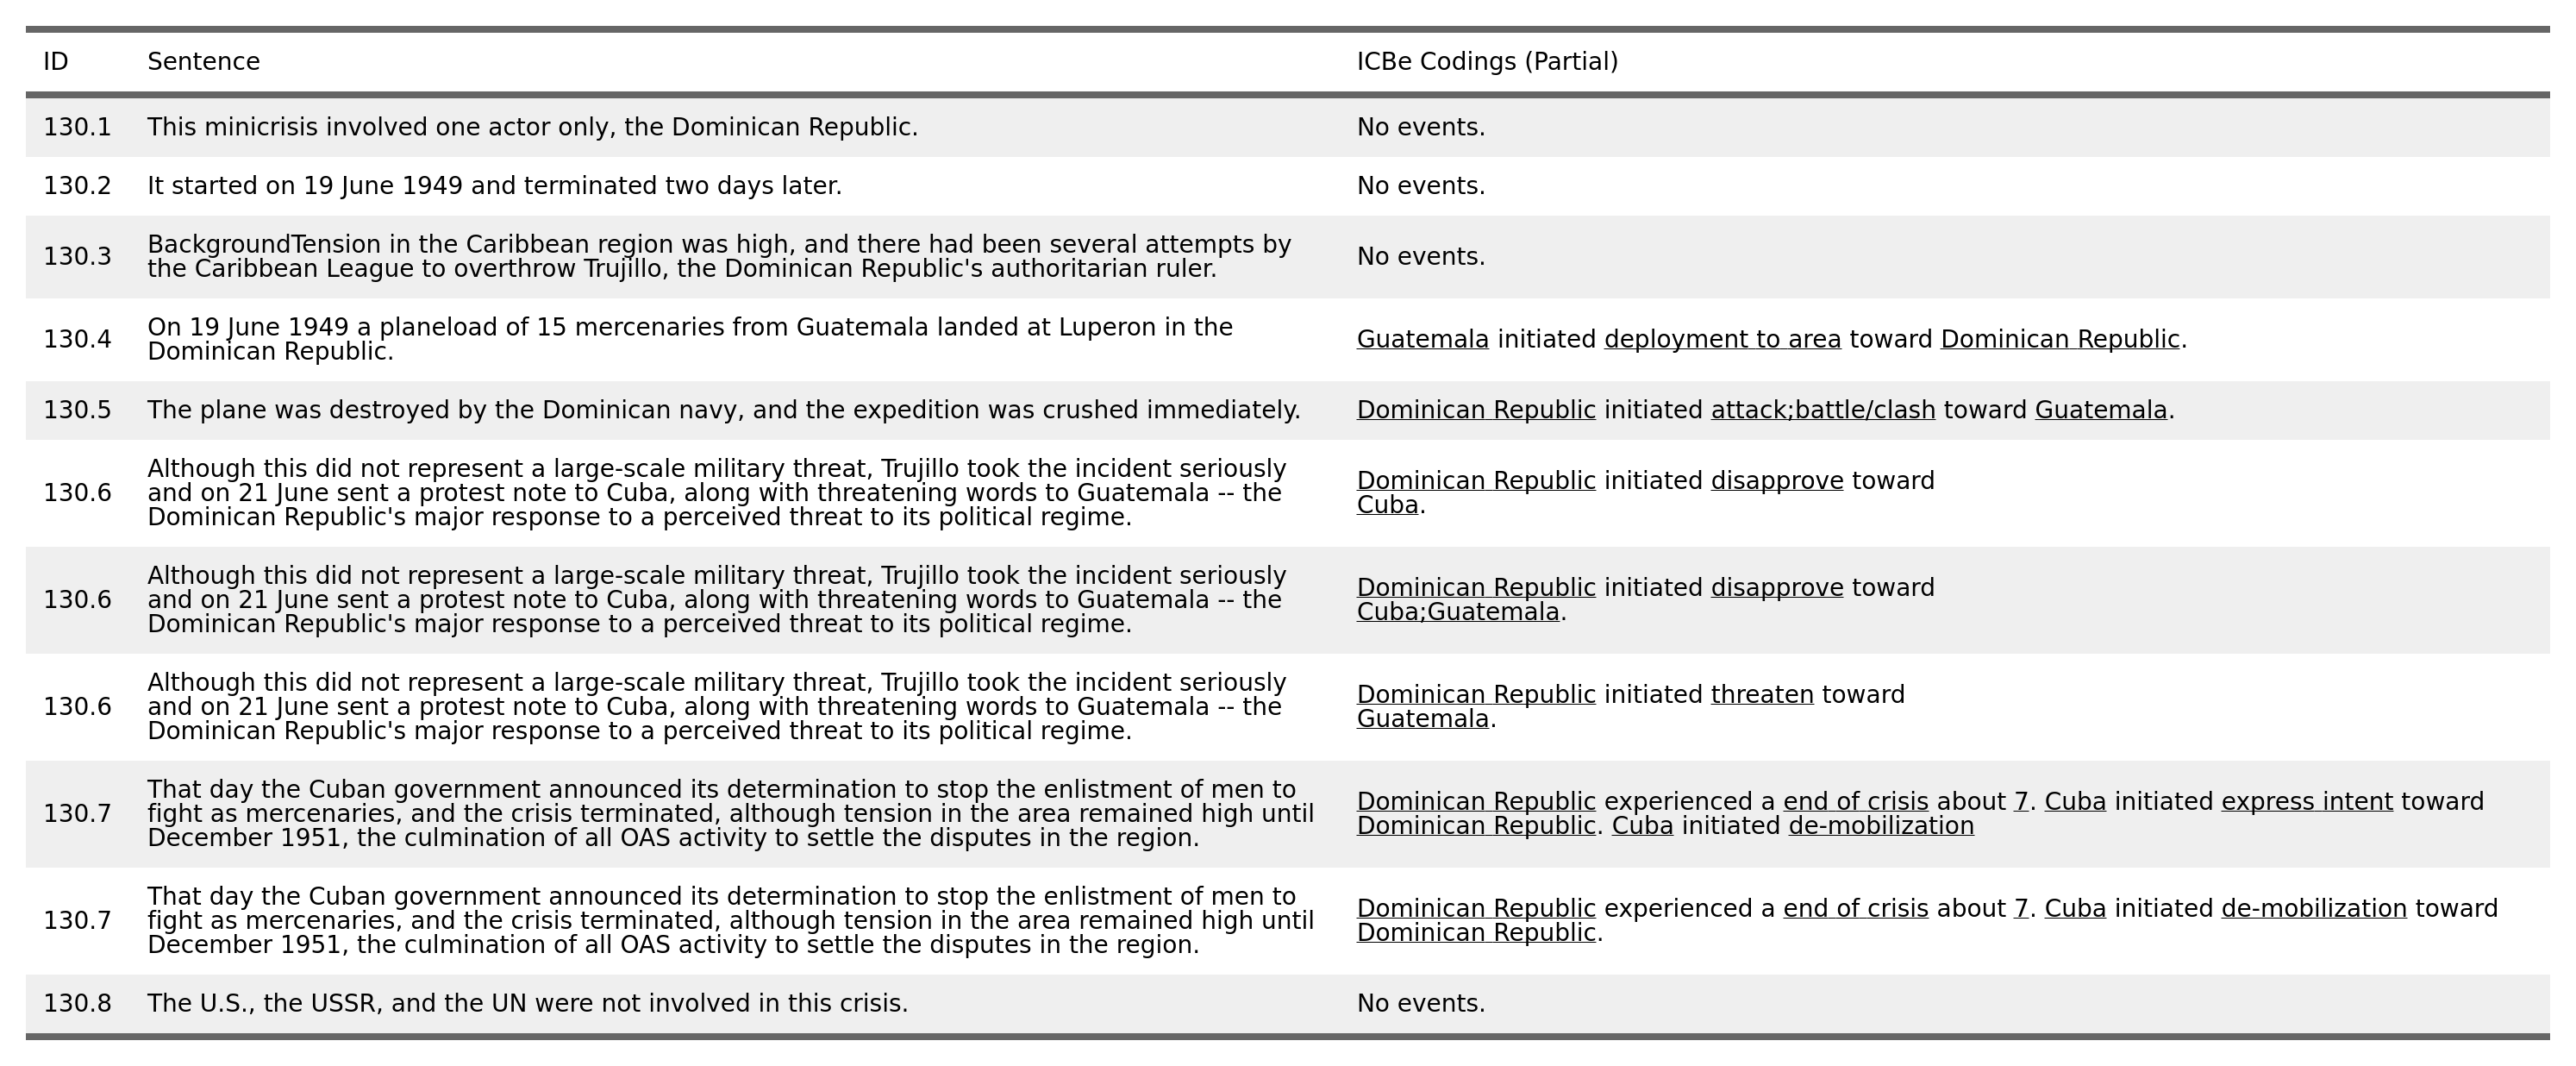 ID Sentence ICBe Codings (Partial)
130.1 This minicrisis involved one actor only, the Dominican Republic. No events.
130.2 It started on 19 June 1949 and terminated two days later. No events.
130.3 BackgroundTension in the Caribbean region was high, and there had been several attempts by
the Caribbean League to overthrow Trujillo, the Dominican Republic's authoritarian ruler. No events.
130.4 On 19 June 1949 a planeload of 15 mercenaries from Guatemala landed at Luperon in the
Dominican Republic. Guatemala initiated deployment to area toward Dominican Republic.
130.5 The plane was destroyed by the Dominican navy, and the expedition was crushed immediately. Dominican Republic initiated attack;battle/clash toward Guatemala.
130.6 Although this did not represent a large-scale military threat, Trujillo took the incident seriously
and on 21 June sent a protest note to Cuba, along with threatening words to Guatemala -- the
Dominican Republic's major response to a perceived threat to its political regime.
Dominican Republic initiated disapprove toward
Cuba.
130.6 Although this did not represent a large-scale military threat, Trujillo took the incident seriously
and on 21 June sent a protest note to Cuba, along with threatening words to Guatemala -- the
Dominican Republic's major response to a perceived threat to its political regime.
Dominican Republic initiated disapprove toward
Cuba;Guatemala.
130.6 Although this did not represent a large-scale military threat, Trujillo took the incident seriously
and on 21 June sent a protest note to Cuba, along with threatening words to Guatemala -- the
Dominican Republic's major response to a perceived threat to its political regime.
Dominican Republic initiated threaten toward
Guatemala.
130.7 That day the Cuban government announced its determination to stop the enlistment of men to
fight as mercenaries, and the crisis terminated, although tension in the area remained high until
December 1951, the culmination of all OAS activity to settle the disputes in the region.
Dominican Republic experienced a end of crisis about 7. Cuba initiated express intent toward
Dominican Republic. Cuba initiated de-mobilization
130.7 That day the Cuban government announced its determination to stop the enlistment of men to
fight as mercenaries, and the crisis terminated, although tension in the area remained high until
December 1951, the culmination of all OAS activity to settle the disputes in the region.
Dominican Republic experienced a end of crisis about 7. Cuba initiated de-mobilization toward
Dominican Republic.
130.8 The U.S., the USSR, and the UN were not involved in this crisis. No events.